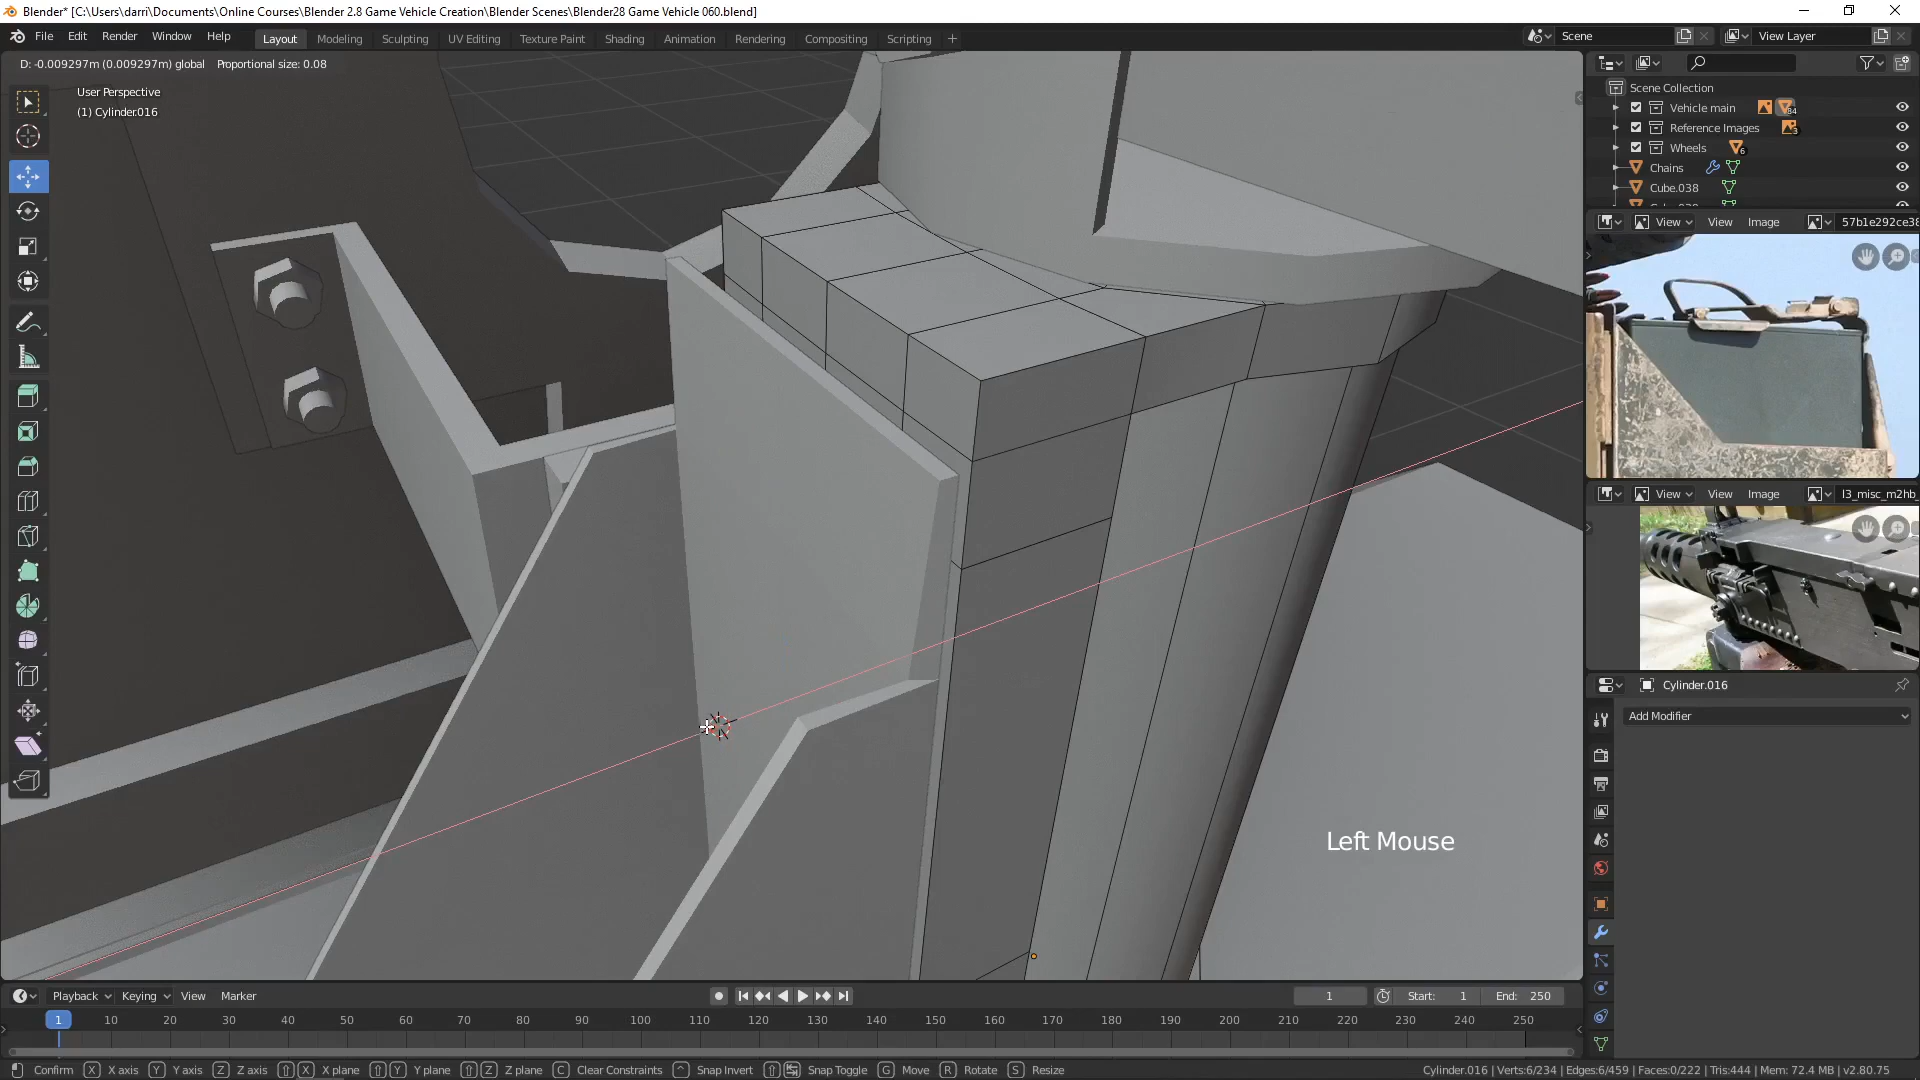 Blender* [C:\Users\darri\Documents\Online Courses\Blender 2.8 Game Vehicle Creation\Blender Scenes\Blender28 Game Vehicle 060.blend]
File Edit Render Window Help Layout Modeling Sculpting UV Editing Texture Paint Shading Animation Rendering Compositing Scripting + Scene View Layer
D: -0.009297m (0.009297m) global Proportional size: 0.08
User Perspective
(1) Cylinder.016
Scene Collection
Vehicle main 84
Reference Images 3
Wheels 6
Chains
Cube.038
View View Image 57b1e292ce38
View View Image l3_misc_m2hb_
Cylinder.016
Add Modifier
Left Mouse
Playback Keying View Marker 1 Start: 1 End: 250
1 10 20 30 40 50 60 70 80 90 100 110 120 130 140 150 160 170 180 190 200 210 220 230 240 250
Confirm X X axis Y Y axis Z Z axis X X plane Y Y plane Z Z plane C Clear Constraints ^ Snap Invert Snap Toggle G Move R Rotate S Resize Cylinder.016 | Verts:6/234 | Edges:6/459 | Faces:0/222 | Tris:444 | Mem: 72.4 MB | v2.80.75